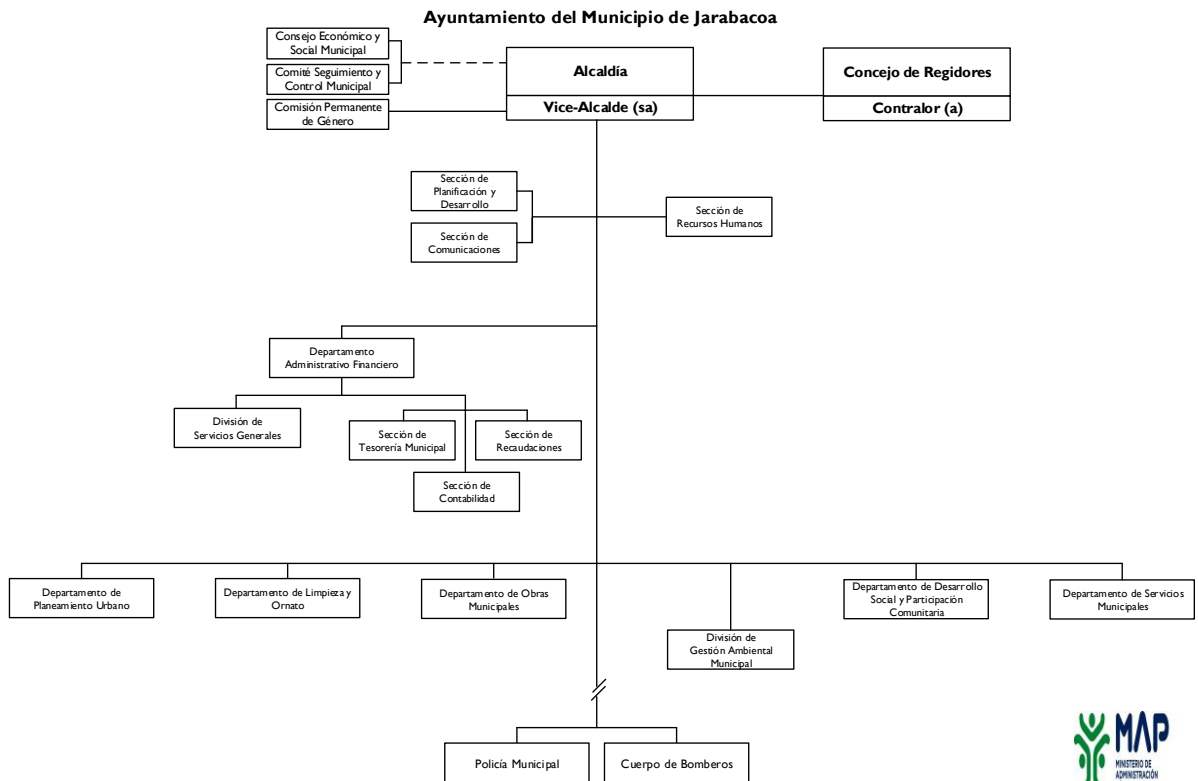 Ayuntamiento del Municipio de Jarabacoa
Consejo Económico y
Social Municipal
Comité Seguimiento y
Control Municipal
Comisión Permanente
de Género
Alcaldía
Vice-Alcalde (sa)
Concejo de Regidores
Contralor (a)
Sección de
Planificación y
Desarrollo
Sección de
Comunicaciones
Sección de
Recursos Humanos
Departamento
Administrativo Financiero
División de
Servicios Generales
Sección de
Tesorería Municipal
Sección de
Recaudaciones
Sección de
Contabilidad
Departamento de
Planeamiento Urbano
Departamento de Limpieza y
Ornato
Departamento de Obras
Municipales
División de
Gestión Ambiental
Municipal
Departamento de Desarrollo
Social y Participación
Comunitaria
Departamento de Servicios
Municipales
Policía Municipal
Cuerpo de Bomberos
MAP
MINISTERIO DE
ADMINISTRACIÓN